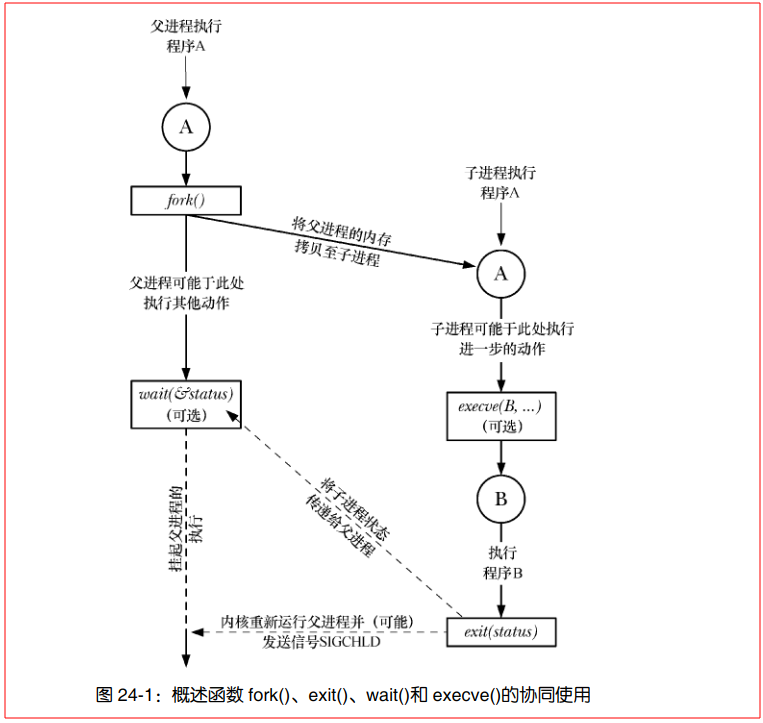 父进程执行
程序A
A
fork()
将父进程的内存
拷贝至子进程
子进程执行
程序A
A
父进程可能于此处
执行其他动作
子进程可能于此处执行
进一步的动作
wait(&status)
(可选)
execve(B, ...)
(可选)
B
将子进程状态
传递给父进程
挂起父进程的
执行
执行
程序B
内核重新运行父进程并（可能）
发送信号SIGCHLD
exit(status)
图 24-1：概述函数 fork()、exit()、wait()和 execve()的协同使用